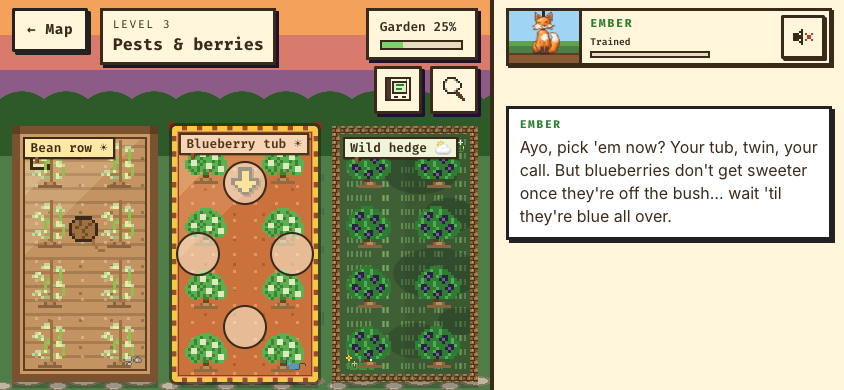 ← Map
LEVEL 3
Pests & berries
Garden 25%
Bean row ☀
Blueberry tub ☀
Wild hedge ⛅
EMBER
Trained
EMBER
Ayo, pick 'em now? Your tub, twin, your
call. But blueberries don't get sweeter
once they're off the bush... wait 'til
they're blue all over.